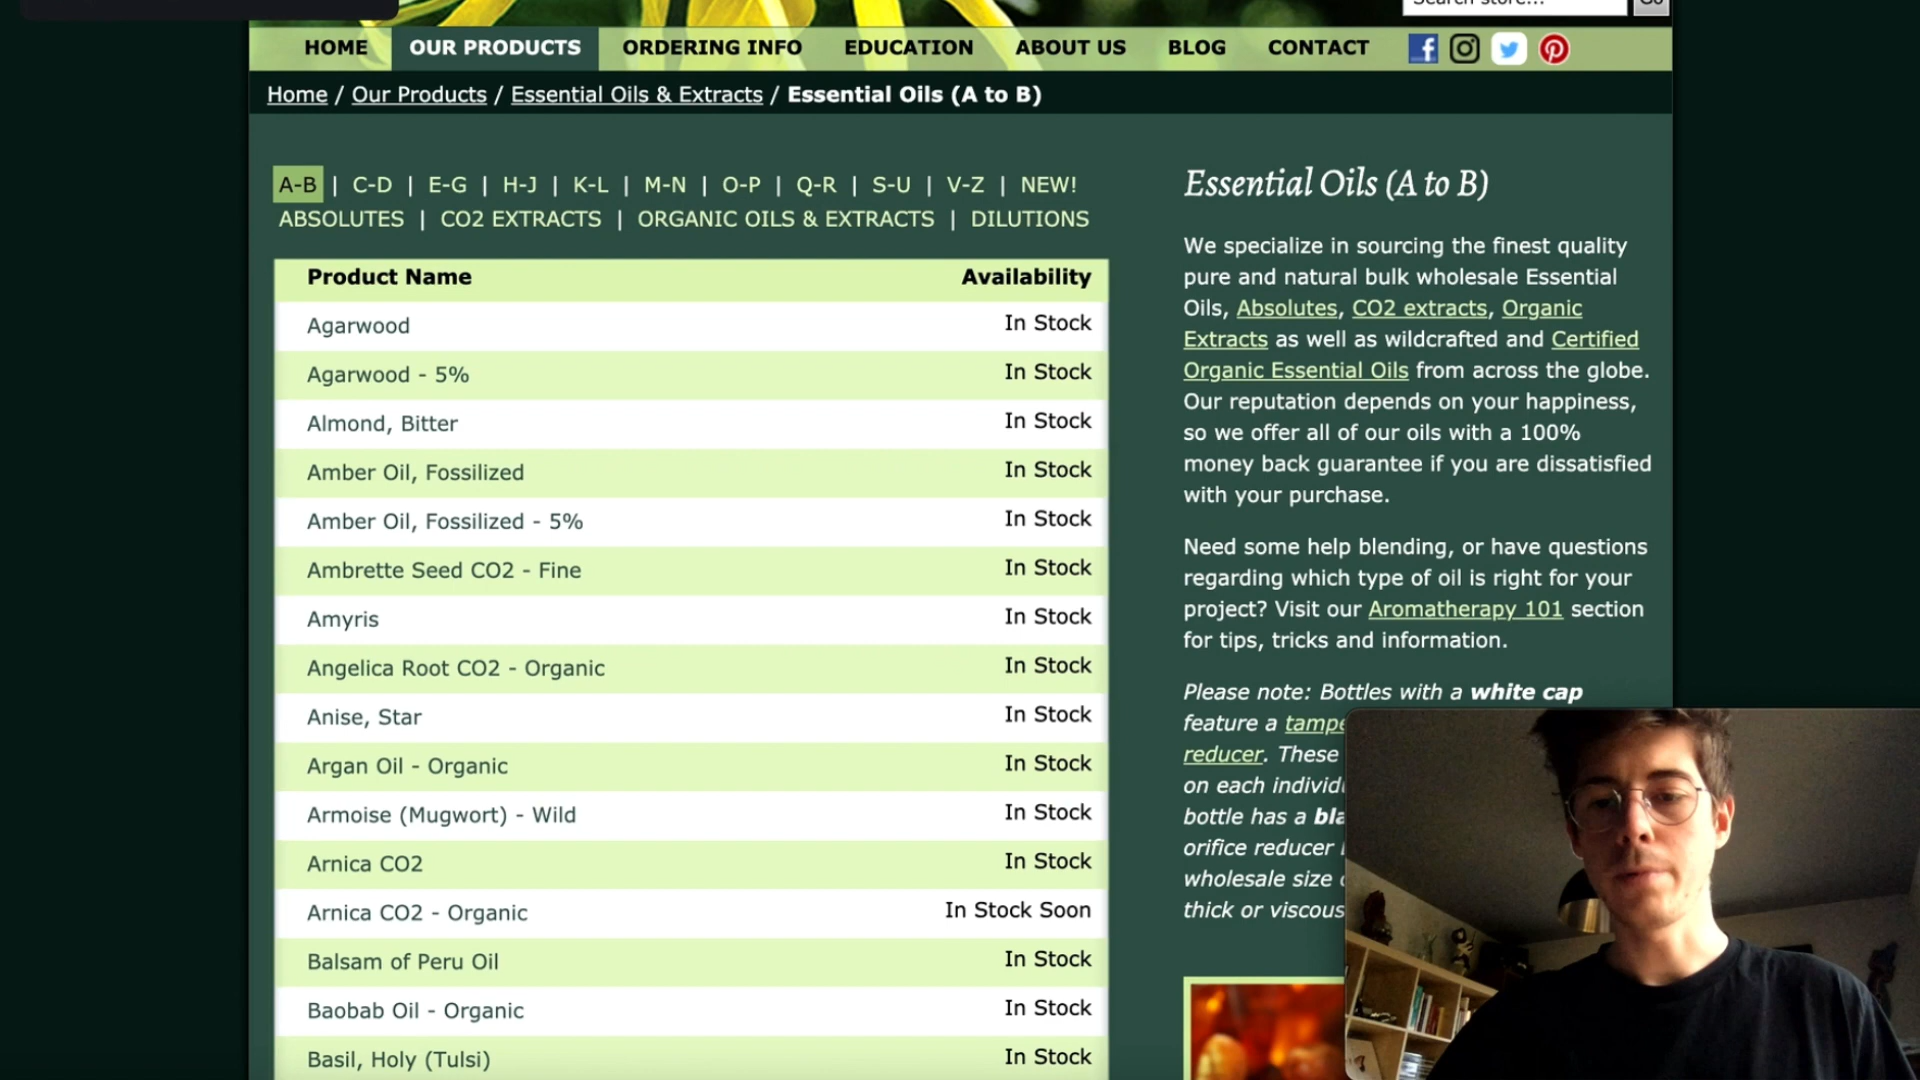 Search store...
Go
HOME OUR PRODUCTS ORDERING INFO EDUCATION ABOUT US BLOG CONTACT
Home / Our Products / Essential Oils & Extracts / Essential Oils (A to B)
A-B | C-D | E-G | H-J | K-L | M-N | O-P | Q-R | S-U | V-Z | NEW!
ABSOLUTES | CO2 EXTRACTS | ORGANIC OILS & EXTRACTS | DILUTIONS
Product Name Availability
Agarwood In Stock
Agarwood - 5% In Stock
Almond, Bitter In Stock
Amber Oil, Fossilized In Stock
Amber Oil, Fossilized - 5% In Stock
Ambrette Seed CO2 - Fine In Stock
Amyris In Stock
Angelica Root CO2 - Organic In Stock
Anise, Star In Stock
Argan Oil - Organic In Stock
Armoise (Mugwort) - Wild In Stock
Arnica CO2 In Stock
Arnica CO2 - Organic In Stock Soon
Balsam of Peru Oil In Stock
Baobab Oil - Organic In Stock
Basil, Holy (Tulsi) In Stock
Essential Oils (A to B)
We specialize in sourcing the finest quality
pure and natural bulk wholesale Essential
Oils, Absolutes, CO2 extracts, Organic
Extracts as well as wildcrafted and Certified
Organic Essential Oils from across the globe.
Our reputation depends on your happiness,
so we offer all of our oils with a 100%
money back guarantee if you are dissatisfied
with your purchase.
Need some help blending, or have questions
regarding which type of oil is right for your
project? Visit our Aromatherapy 101 section
for tips, tricks and information.
Please note: Bottles with a white cap
feature a
reducer. These
on each
bottle has a
orifice reducer
wholesale size
thick or viscous